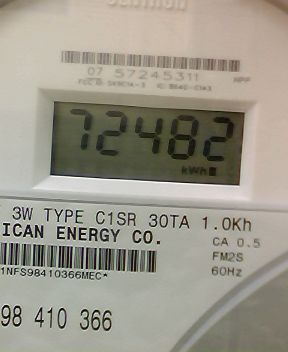 07 57245311
72482
kWh
3W TYPE C1SR 30TA 1.0Kh
ICAN ENERGY CO.
CA 0.5
FM2S
60Hz
1NFS98410366MEC*
98 410 366